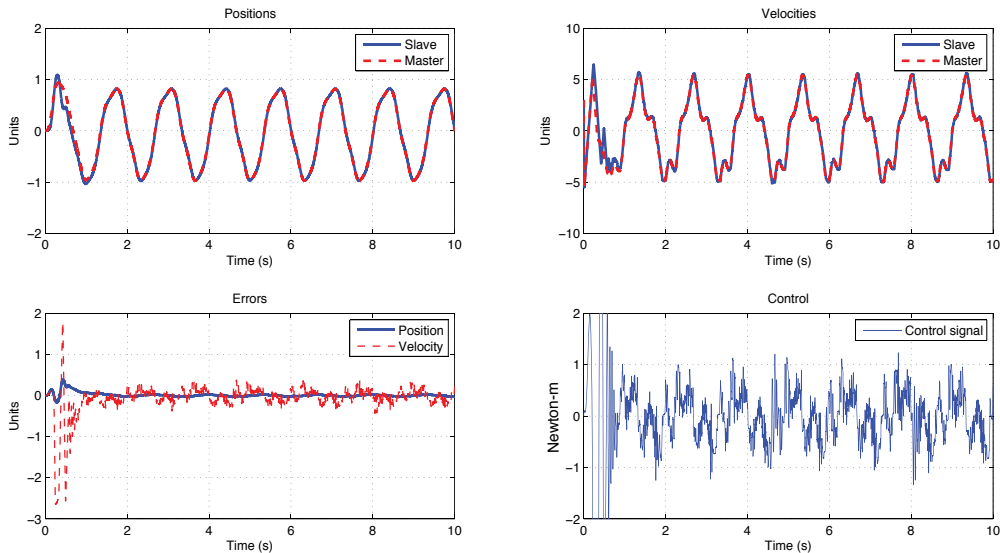 Positions
2
1
0
−1
−2
Units
Slave
Master
0 2 4 6 8 10
Time (s)
Velocities
10
5
0
−5
−10
Units
Slave
Master
0 2 4 6 8 10
Time (s)
Errors
2
1
0
−1
−2
−3
Units
Position
Velocity
0 2 4 6 8 10
Time (s)
Control
2
1
0
−1
−2
Newton-m
Control signal
0 2 4 6 8 10
Time (s)